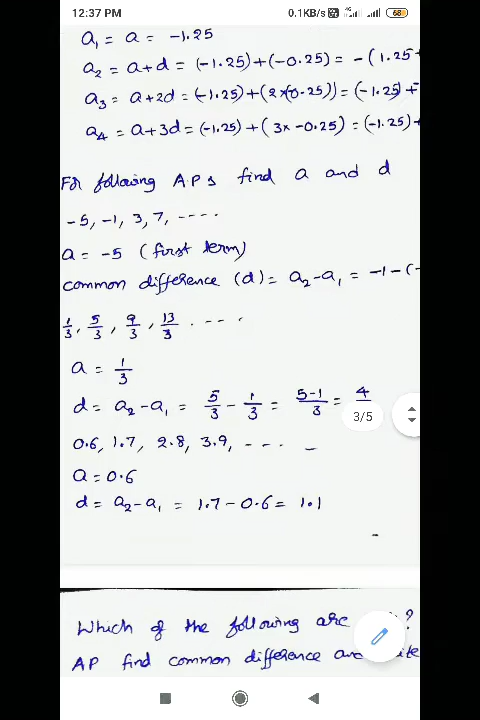 12:37 PM 0.1KB/s 68
a₁ = a = -1.25
a₂ = a+d = (-1.25)+(-0.25) = -(1.25+
a₃ = a+2d = (-1.25)+(2×(-0.25)) = (-1.25)+
a₄ = a+3d = (-1.25)+(3×-0.25) = (-1.25)+
For following A.P.s find a and d
-5, -1, 3, 7, ----
a = -5 (first term)
common difference (d) = a₂-a₁ = -1-(-
1/3, 5/3, 9/3, 13/3 ....
a = 1/3
d = a₂-a₁ = 5/3 - 1/3 = 5-1/3 = 4
3/5
0.6, 1.7, 2.8, 3.9, ----
a = 0.6
d = a₂-a₁ = 1.7-0.6 = 1.1
Which of the following are ?
AP find common difference and